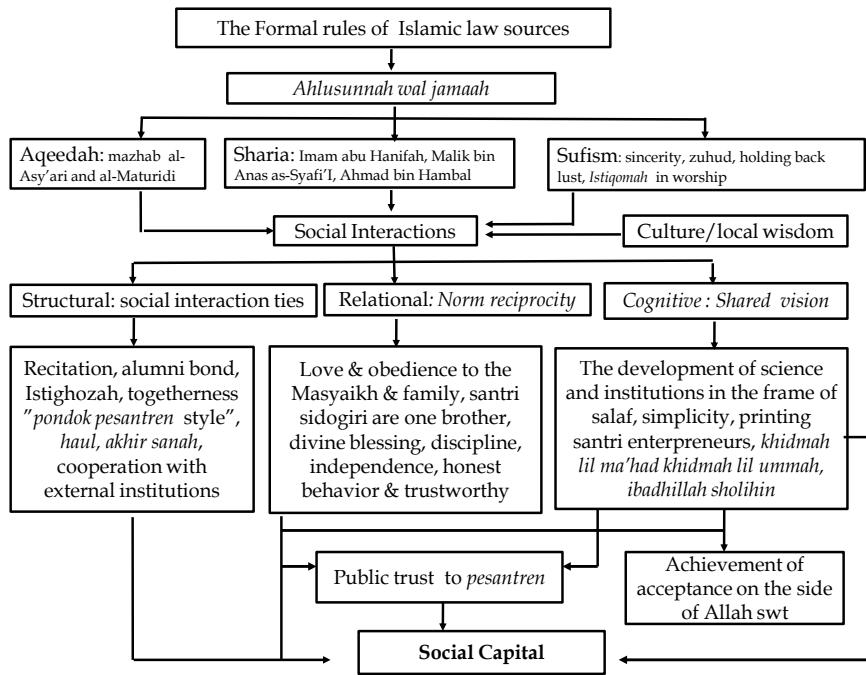 The Formal rules of Islamic law sources
Ahlusunnah wal jamaah
Aqeedah: mazhab al-
Asy'ari and al-Maturidi
Sharia: Imam abu Hanifah, Malik bin
Anas as-Syafi'I, Ahmad bin Hambal
Sufism: sincerity, zuhud, holding back
lust, Istiqomah in worship
Social Interactions
Culture/local wisdom
Structural: social interaction ties
Relational: Norm reciprocity
Cognitive : Shared vision
Recitation, alumni bond,
Istighozah, togetherness
"pondok pesantren style",
haul, akhir sanah,
cooperation with
external institutions
Love & obedience to the
Masyaikh & family, santri
sidogiri are one brother,
divine blessing, discipline,
independence, honest
behavior & trustworthy
The development of science
and institutions in the frame of
salaf, simplicity, printing
santri enterpreneurs, khidmah
lil ma'had khidmah lil ummah,
ibadhillah sholihin
Public trust to pesantren
Achievement of
acceptance on the side
of Allah swt
Social Capital